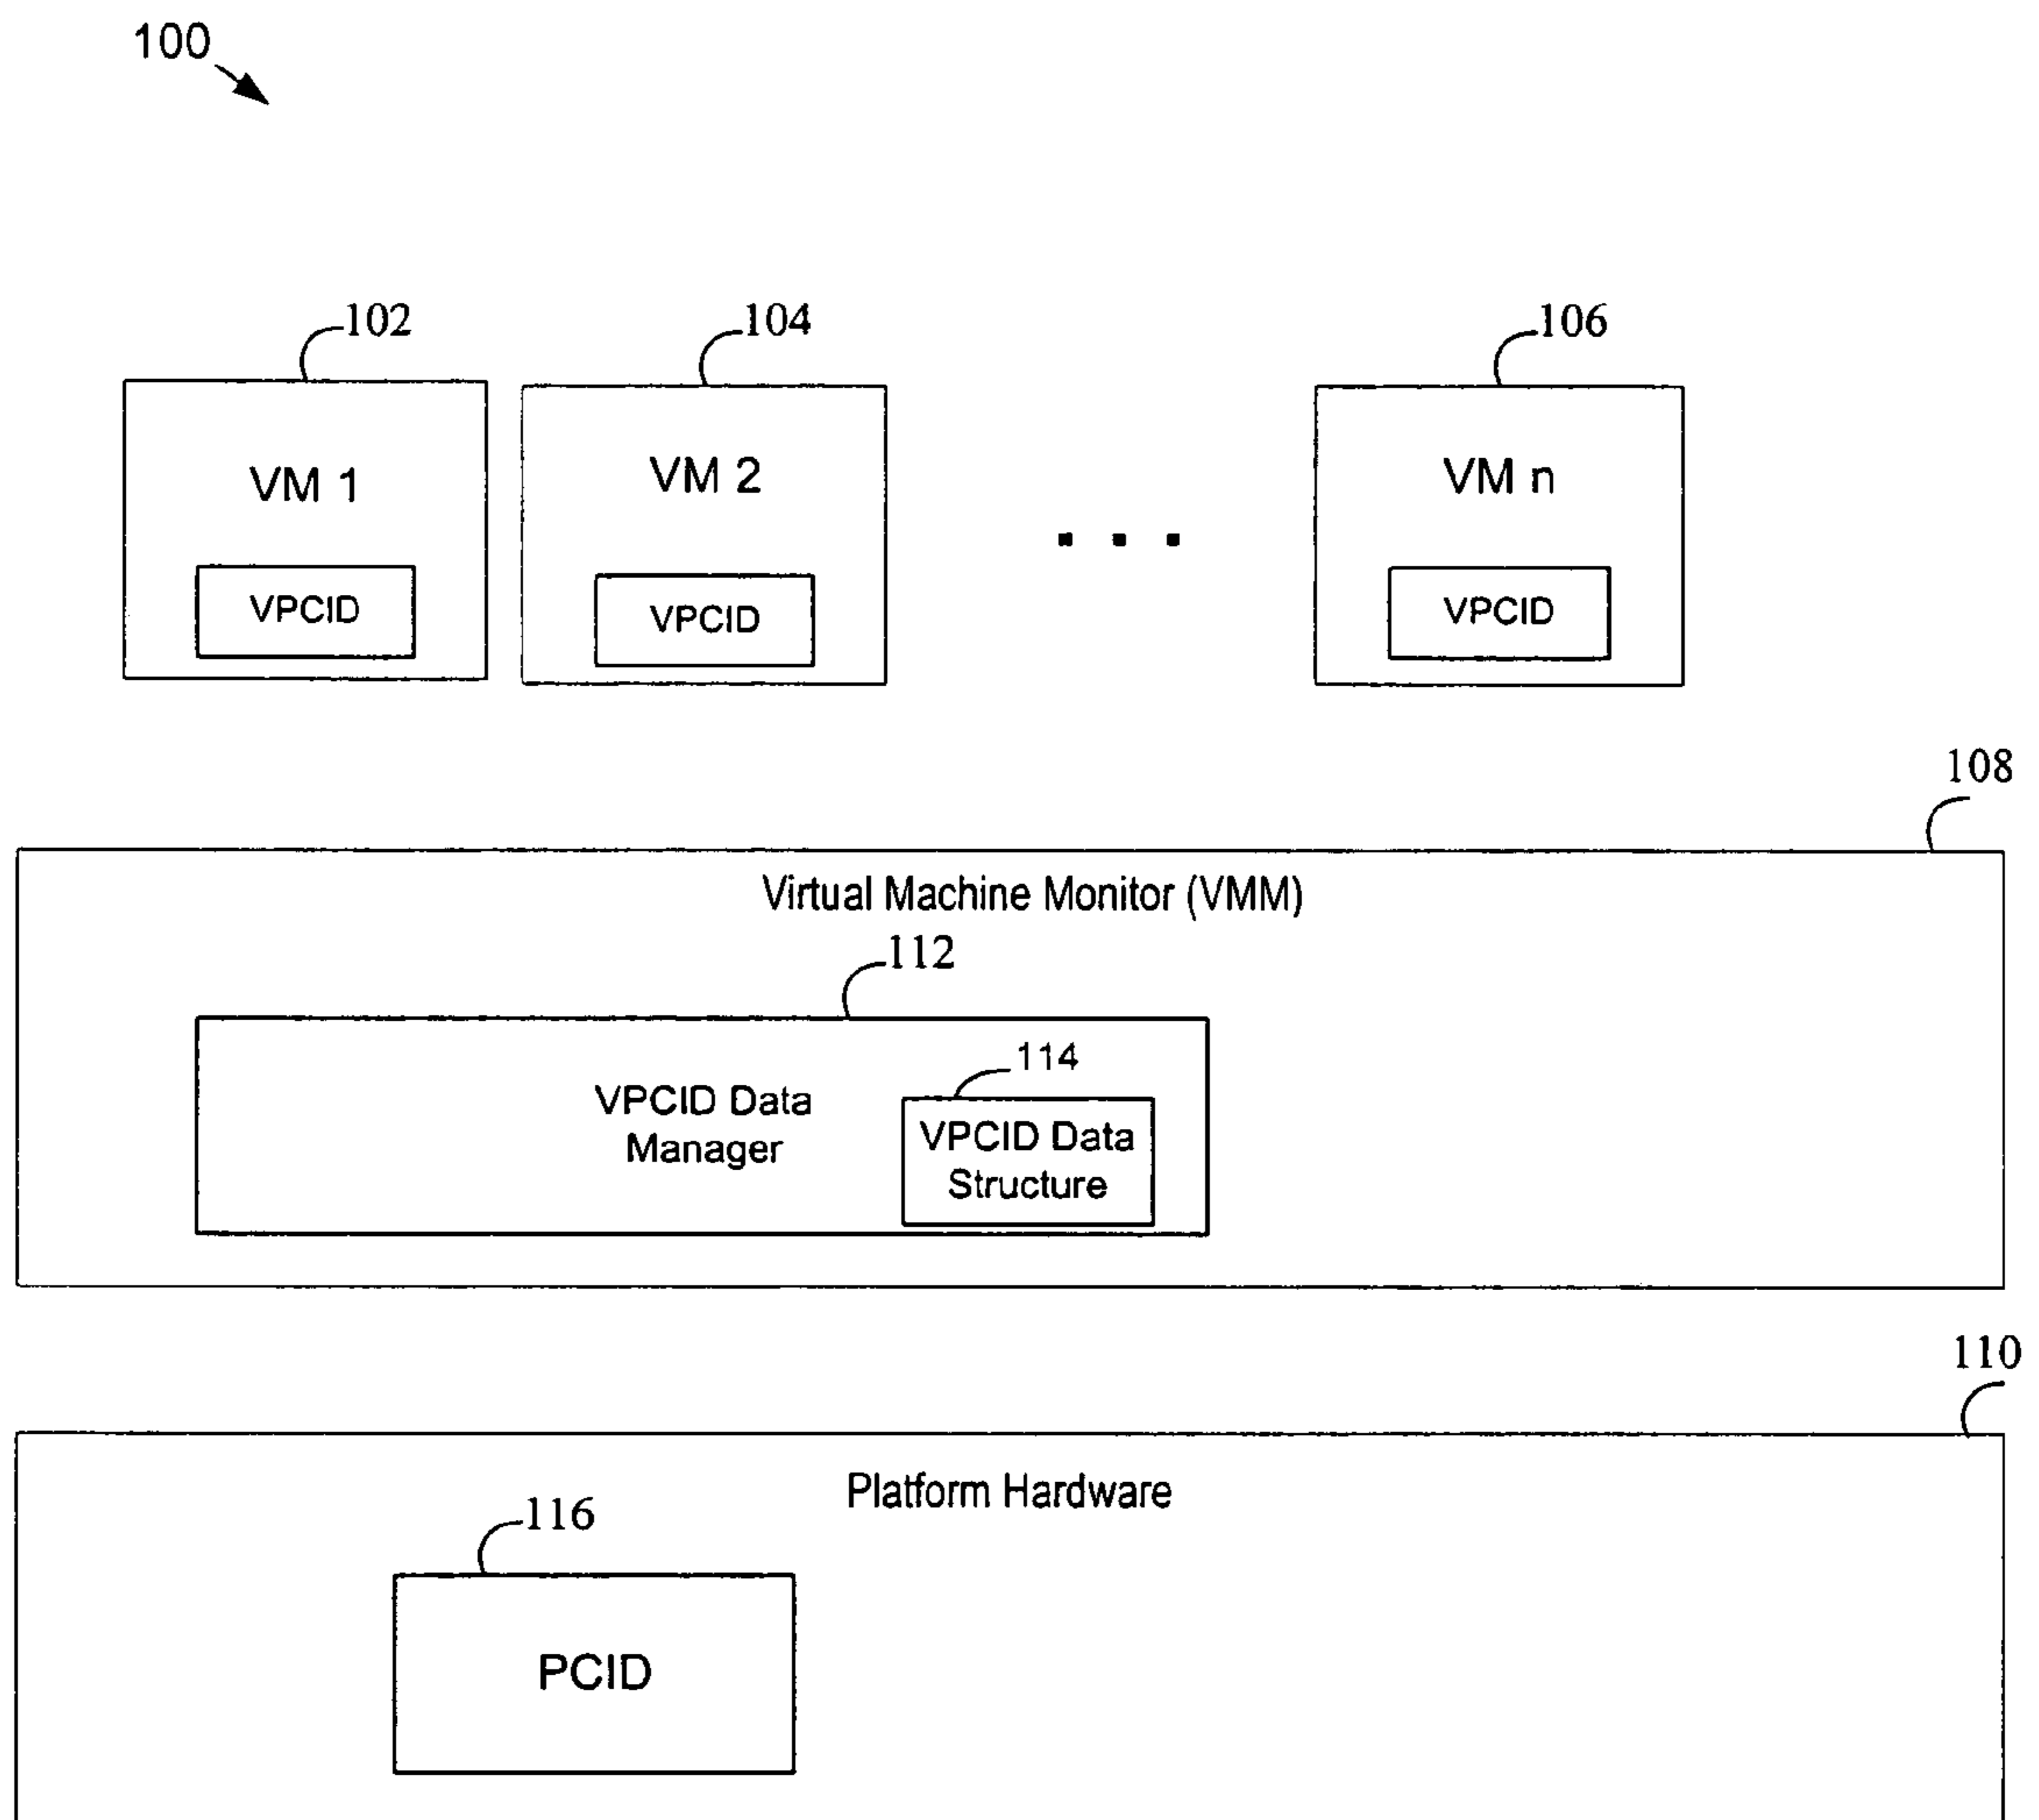 100
102
104
106
VM 1
VM 2
VM n
VPCID
VPCID
VPCID
108
Virtual Machine Monitor (VMM)
112
114
VPCID Data
Manager
VPCID Data
Structure
110
Platform Hardware
116
PCID